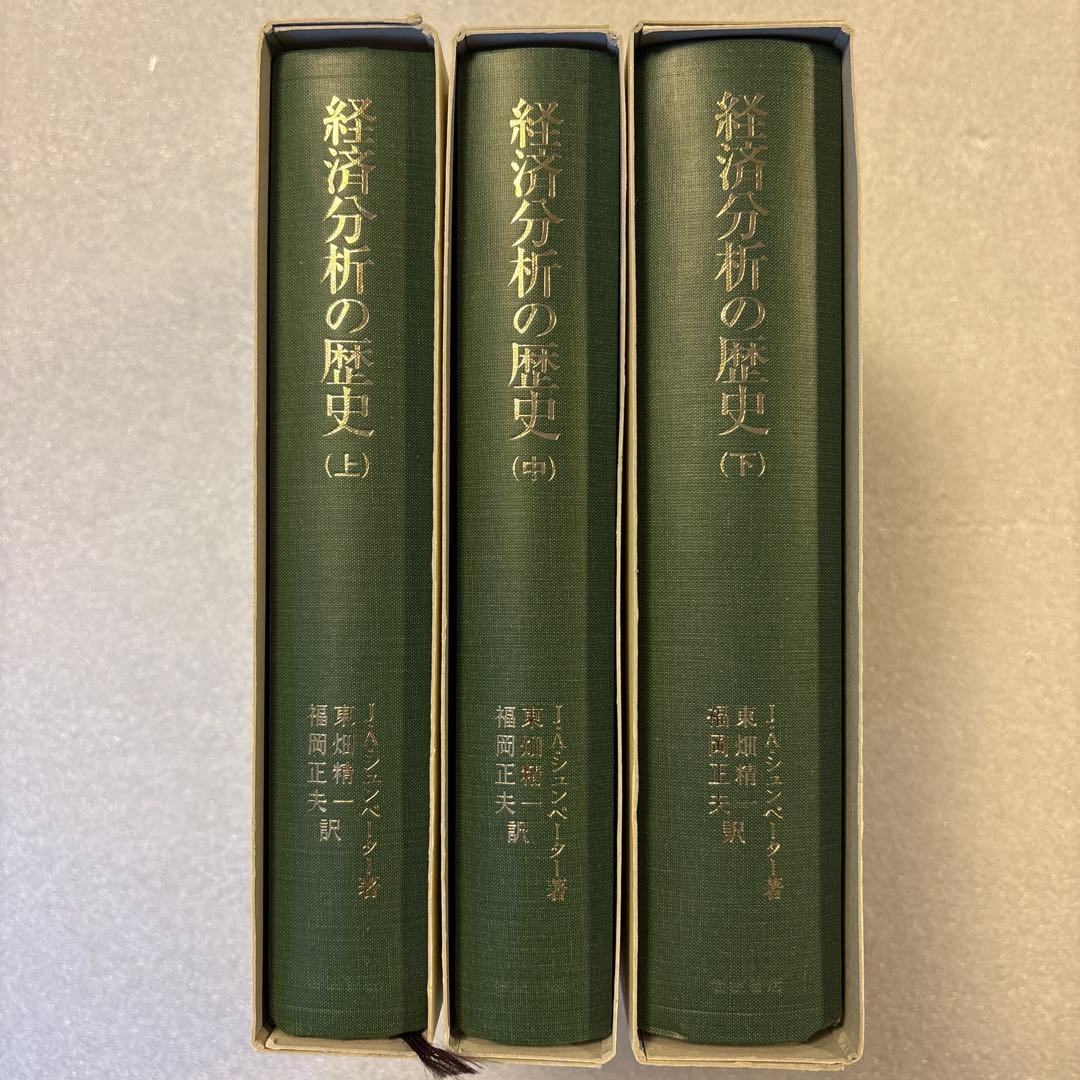 経済分析の歴史(上)
J・A・シュンペーター著
東畑精一
福岡正夫訳
経済分析の歴史(中)
J・A・シュンペーター著
東畑精一
福岡正夫訳
経済分析の歴史(下)
J・A・シュンペーター著
東畑精一
福岡正夫訳